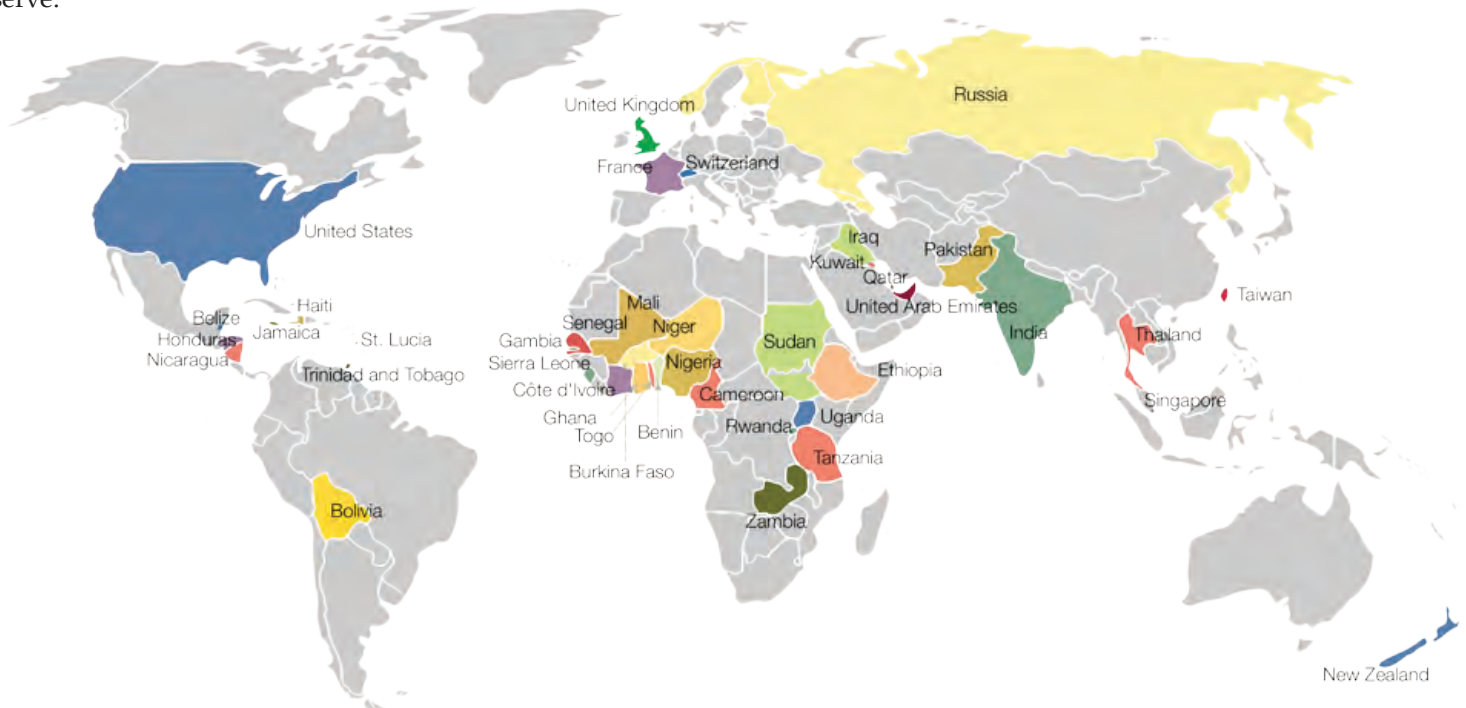 serve.
Russia
United Kingdom
France
Switzerland
United States
Iraq
Pakistan
Kuwait
Qatar
Haiti
Taiwan
Mali
United Arab Emirates
Belize
Jamaica
Senegal
Niger
India
Thailand
Honduras
St. Lucia
Gambia
Sudan
Nicaragua
Sierra Leone
Nigeria
Ethiopia
Trinidad and Tobago
Côte d'Ivoire
Cameroon
Singapore
Ghana
Uganda
Togo
Benin
Rwanda
Tanzania
Burkina Faso
Bolivia
Zambia
New Zealand